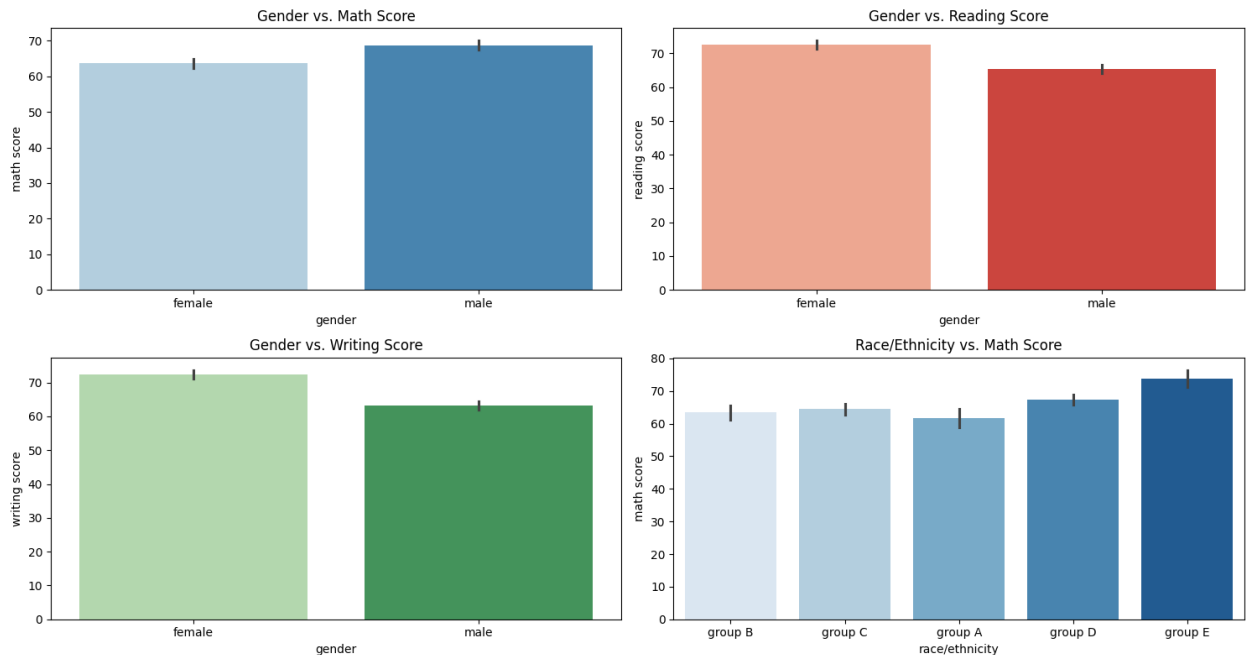 Gender vs. Math Score
70
60
50
40
30
20
10
0
math score
female
male
gender
Gender vs. Reading Score
70
60
50
40
30
20
10
0
reading score
female
male
gender
Gender vs. Writing Score
70
60
50
40
30
20
10
0
writing score
female
male
gender
Race/Ethnicity vs. Math Score
80
70
60
50
40
30
20
10
0
math score
group B
group C
group A
group D
group E
race/ethnicity